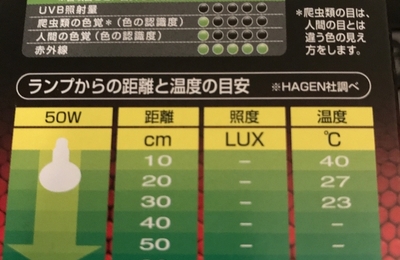 UVB照射量
爬虫類の色覚*(色の認識度)
人間の色覚(色の認識度)
赤外線
*爬虫類の目は、
人間の目とは
違う色の見え
方をします。
ランプからの距離と温度の目安 ※HAGEN社調べ
50W 距離 照度 温度
cm LUX ℃
10 - 40
20 - 27
30 - 23
40 -
50 -